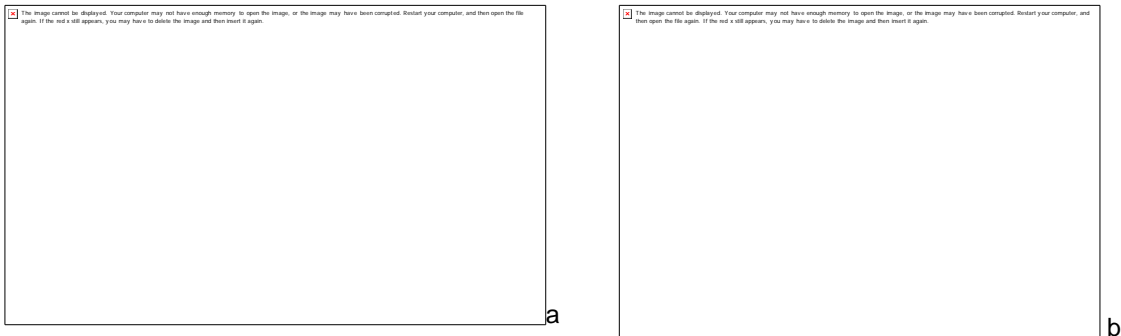 The image cannot be displayed. Your computer may not have enough memory to open the image, or the image may have been corrupted. Restart your computer, and then open the file
again. If the red x still appears, you may have to delete the image and then insert it again.
a
The image cannot be displayed. Your computer may not have enough memory to open the image, or the image may have been corrupted. Restart your computer, and
then open the file again. If the red x still appears, you may have to delete the image and then insert it again.
b